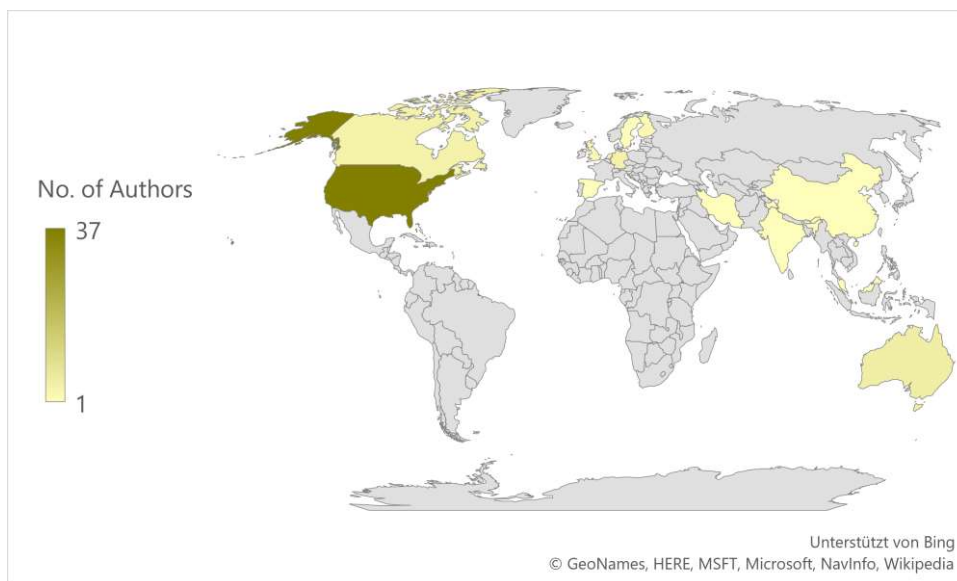 No. of Authors
37
1
Unterstützt von Bing
© GeoNames, HERE, MSFT, Microsoft, NavInfo, Wikipedia